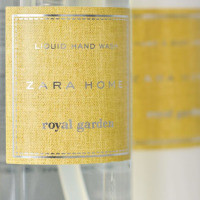 LIQUID HAND WASH
ZARA HOME
royal garden